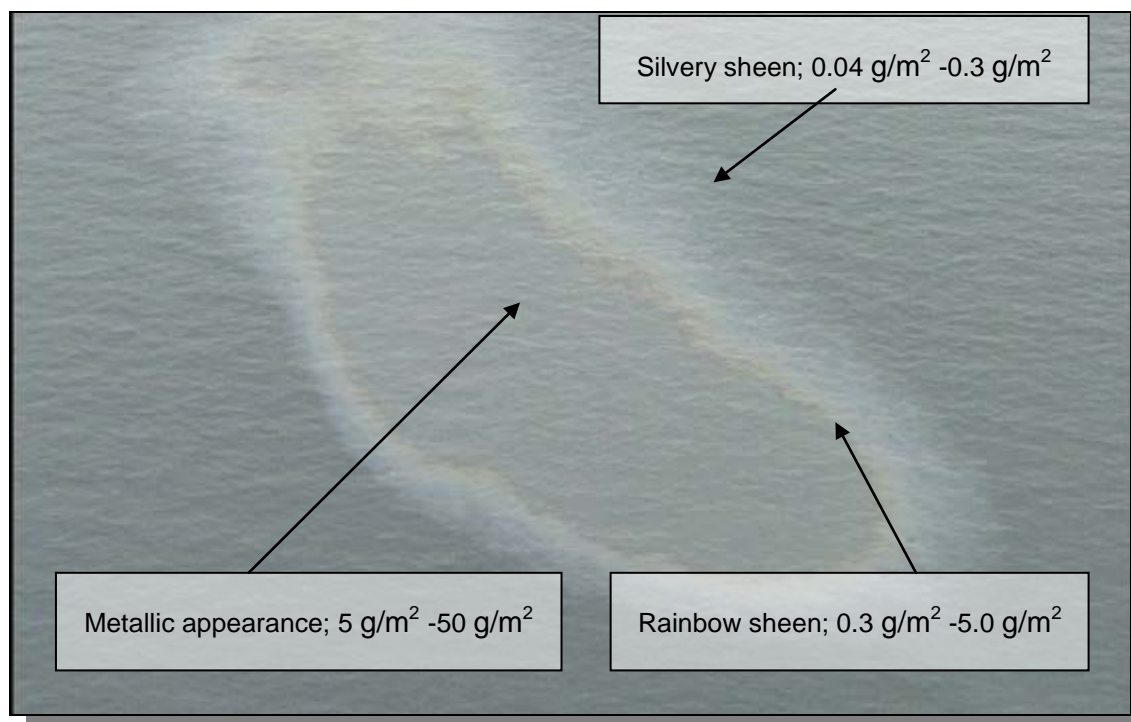 Silvery sheen; 0.04 g/m² -0.3 g/m²
Metallic appearance; 5 g/m² -50 g/m²
Rainbow sheen; 0.3 g/m² -5.0 g/m²